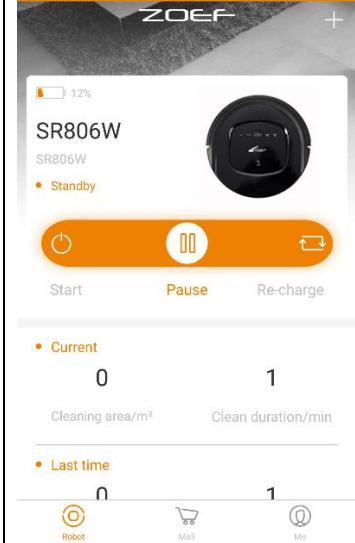 ZOEF
+
12%
SR806W
SR806W
Standby
Start Pause Re-charge
Current
0 1
Cleaning area/m² Clean duration/min
Last time
0 1
Robot Mall Me